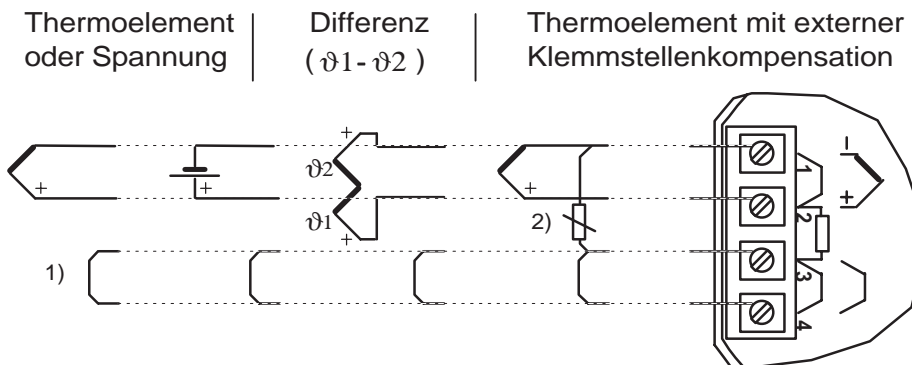 Thermoelement
oder Spannung
Differenz
(ϑ1-ϑ2)
Thermoelement mit externer
Klemmstellenkompensation
+
+
+
ϑ2
ϑ1
+
+
1)
2)
1
2
3
4
-
+